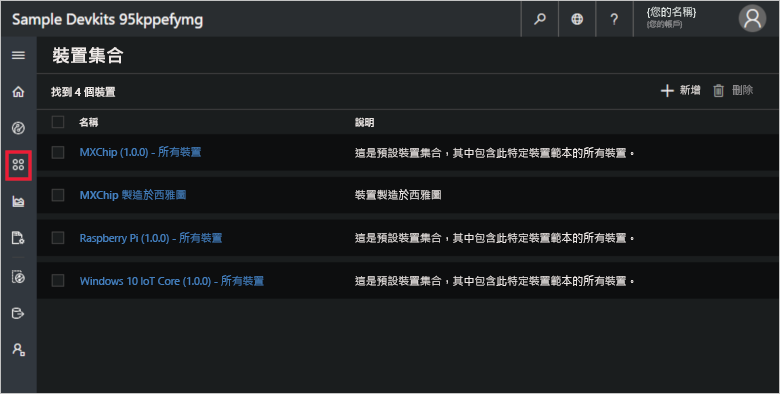 Sample Devkits 95kppefymg
{您的名稱}
{您的帳戶}
裝置集合
找到 4 個裝置
新增
刪除
名稱
說明
MXChip (1.0.0) - 所有裝置
這是預設裝置集合，其中包含此特定裝置範本的所有裝置。
MXChip 製造於西雅圖
裝置製造於西雅圖
Raspberry Pi (1.0.0) - 所有裝置
這是預設裝置集合，其中包含此特定裝置範本的所有裝置。
Windows 10 IoT Core (1.0.0) - 所有裝置
這是預設裝置集合，其中包含此特定裝置範本的所有裝置。